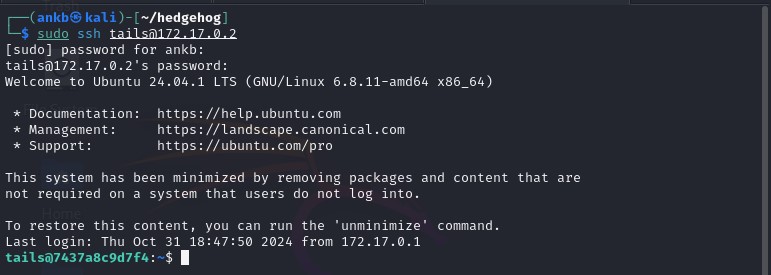 ┌──(ankb㉿kali)-[~/hedgehog]
└─$ sudo ssh tails@172.17.0.2
[sudo] password for ankb:
tails@172.17.0.2's password:
Welcome to Ubuntu 24.04.1 LTS (GNU/Linux 6.8.11-amd64 x86_64)
* Documentation:  https://help.ubuntu.com
* Management:     https://landscape.canonical.com
* Support:        https://ubuntu.com/pro
This system has been minimized by removing packages and content that are
not required on a system that users do not log into.
Home
To restore this content, you can run the 'unminimize' command.
Last login: Thu Oct 31 18:47:50 2024 from 172.17.0.1
tails@7437a8c9d7f4:~$